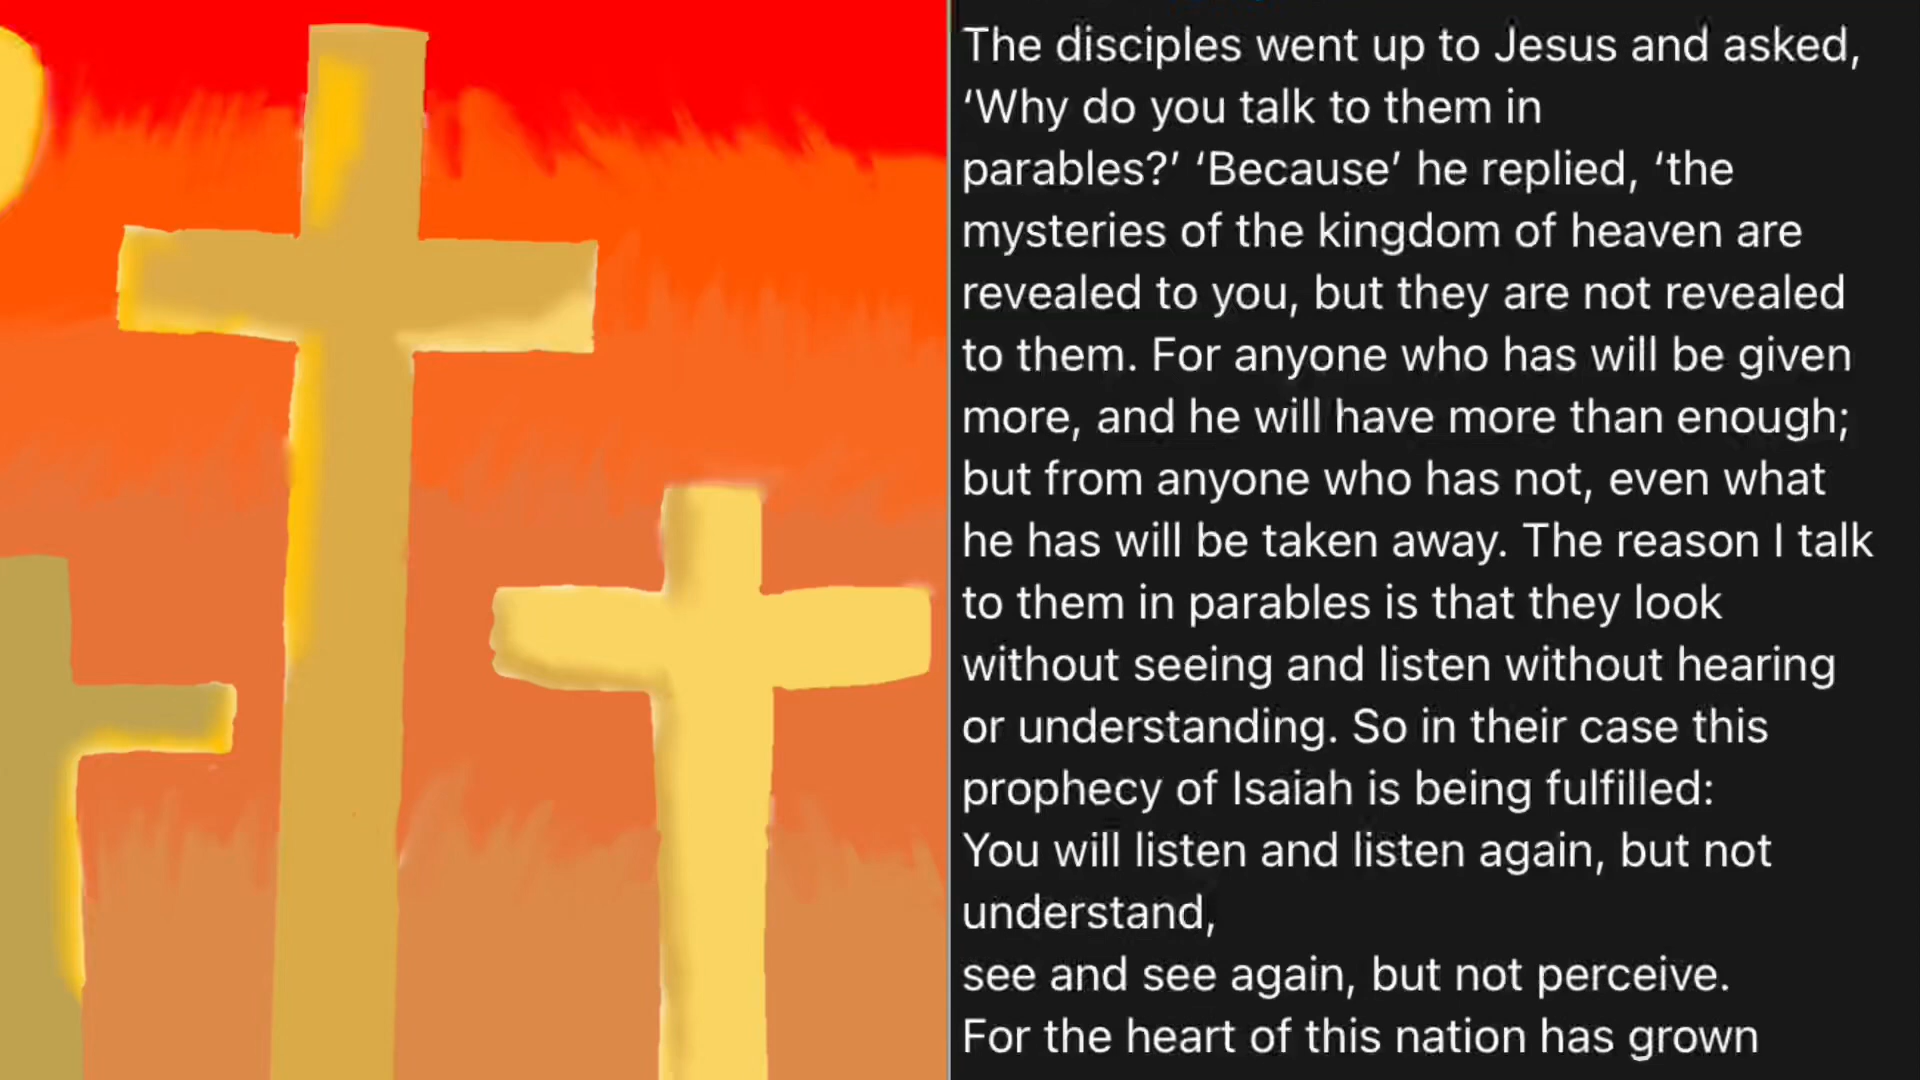 The disciples went up to Jesus and asked,
‘Why do you talk to them in
parables?’ ‘Because’ he replied, ‘the
mysteries of the kingdom of heaven are
revealed to you, but they are not revealed
to them. For anyone who has will be given
more, and he will have more than enough;
but from anyone who has not, even what
he has will be taken away. The reason I talk
to them in parables is that they look
without seeing and listen without hearing
or understanding. So in their case this
prophecy of Isaiah is being fulfilled:
You will listen and listen again, but not
understand,
see and see again, but not perceive.
For the heart of this nation has grown